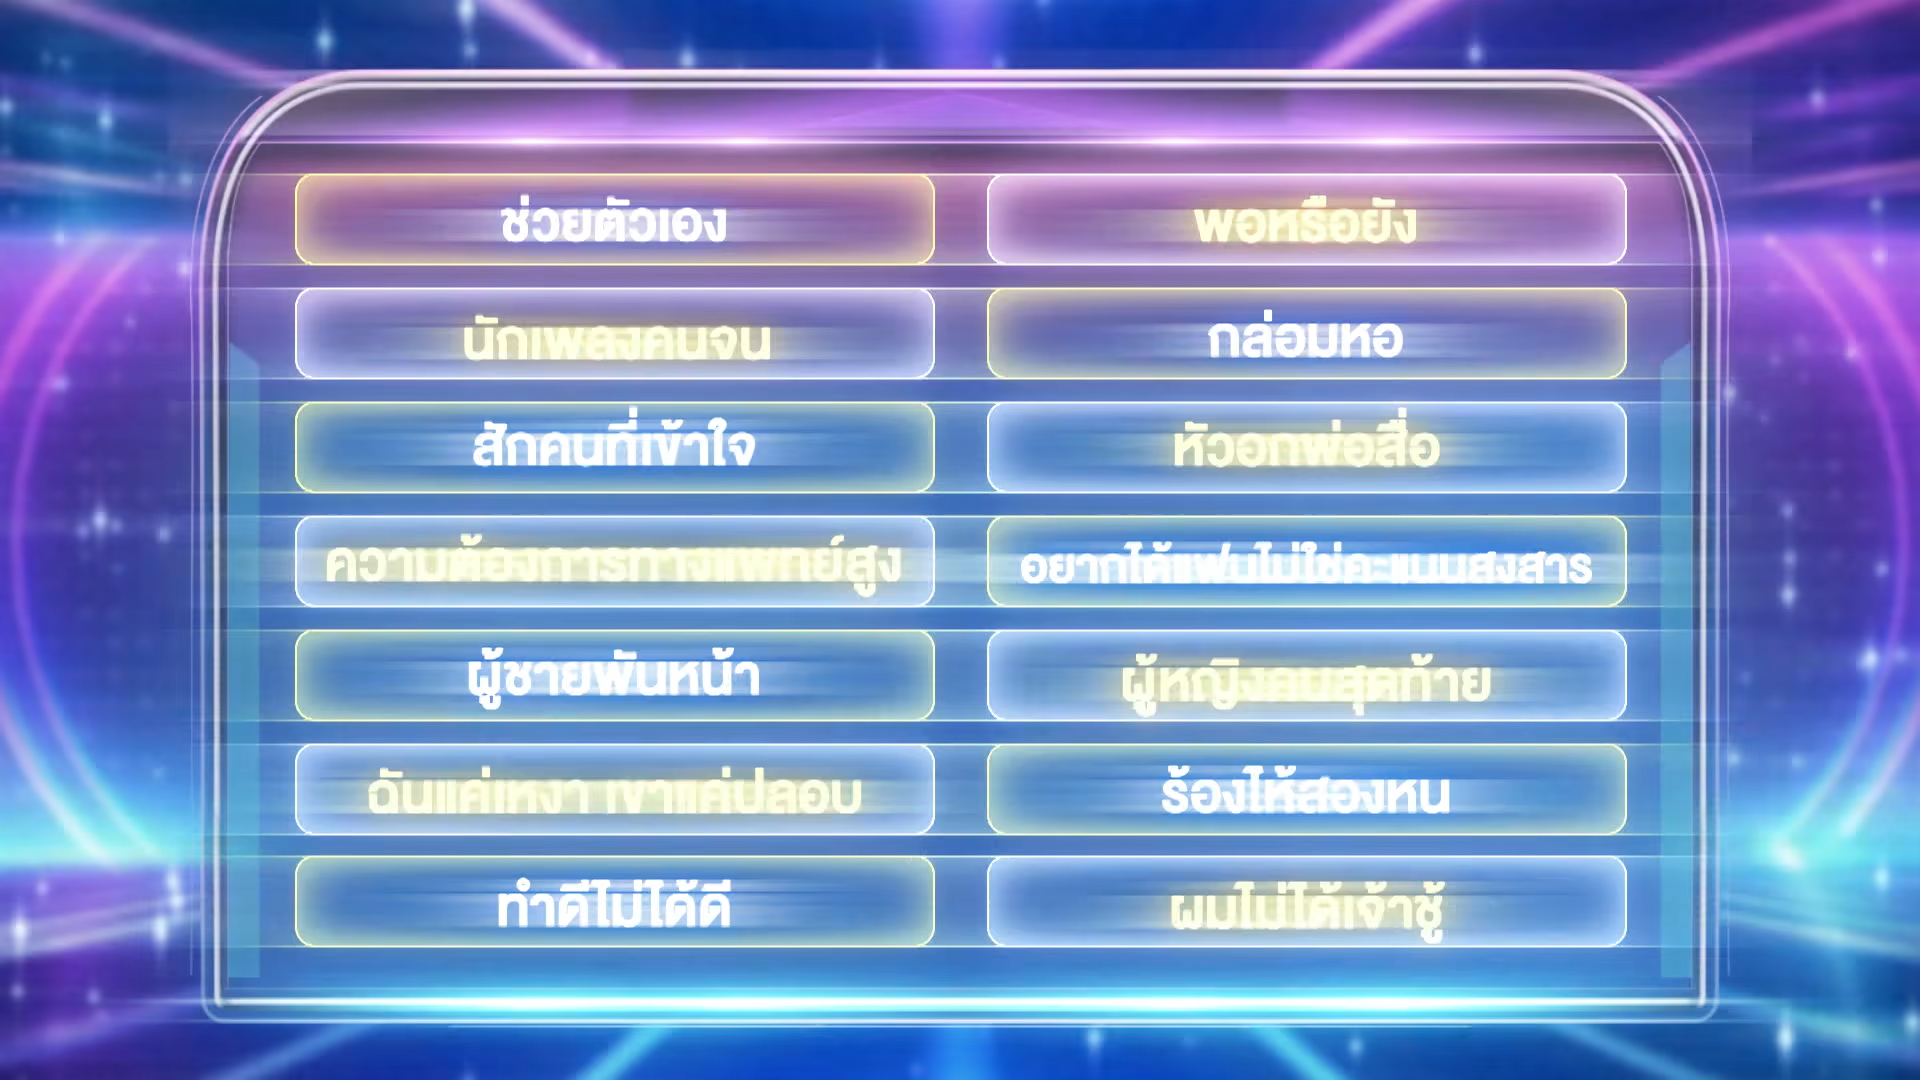 ช่วยตัวเอง
พอหรือยัง
นักเพลงคนจน
กล่อมหอ
สักคนที่เข้าใจ
หัวอกพ่อสื่อ
ความต้องการทางแพทย์สูง
อยากได้แฟนไม่ใช่คะแนนสงสาร
ผู้ชายพันหน้า
ผู้หญิงคนสุดท้าย
ฉันแค่เหงา เขาแค่ปลอบ
ร้องไห้สองหน
ทำดีไม่ได้ดี
ผมไม่ได้เจ้าชู้